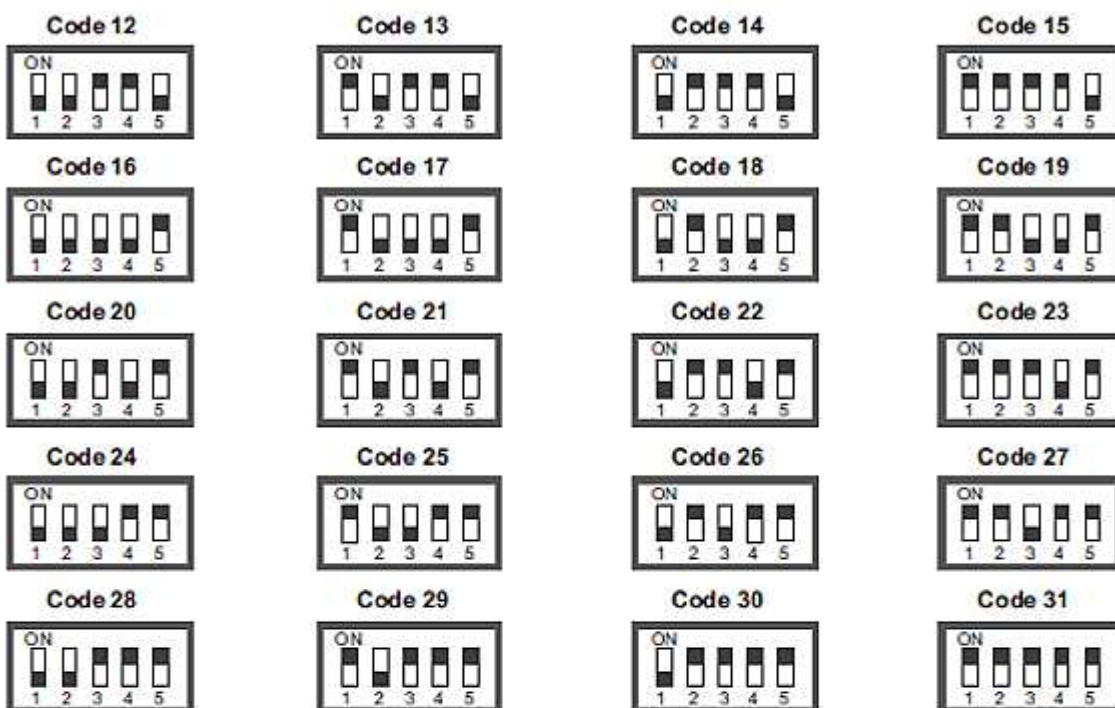 Code 12 Code 13 Code 14 Code 15
ON ON ON ON
1 2 3 4 5 1 2 3 4 5 1 2 3 4 5 1 2 3 4 5
Code 16 Code 17 Code 18 Code 19
ON ON ON ON
1 2 3 4 5 1 2 3 4 5 1 2 3 4 5 1 2 3 4 5
Code 20 Code 21 Code 22 Code 23
ON ON ON ON
1 2 3 4 5 1 2 3 4 5 1 2 3 4 5 1 2 3 4 5
Code 24 Code 25 Code 26 Code 27
ON ON ON ON
1 2 3 4 5 1 2 3 4 5 1 2 3 4 5 1 2 3 4 5
Code 28 Code 29 Code 30 Code 31
ON ON ON ON
1 2 3 4 5 1 2 3 4 5 1 2 3 4 5 1 2 3 4 5